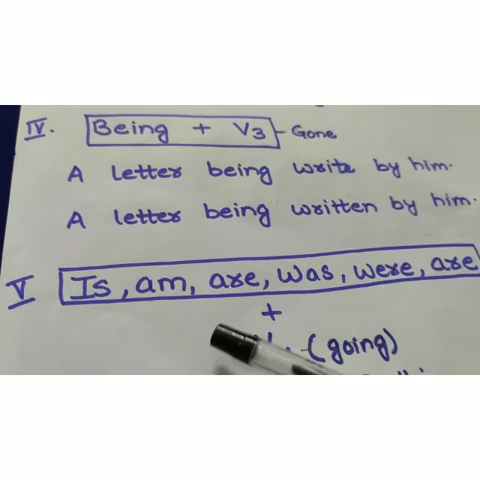 IV. Being + V3 - Gone
A letter being write by him.
A letter being written by him.
V Is, am, are, was, were, are
+
(going)